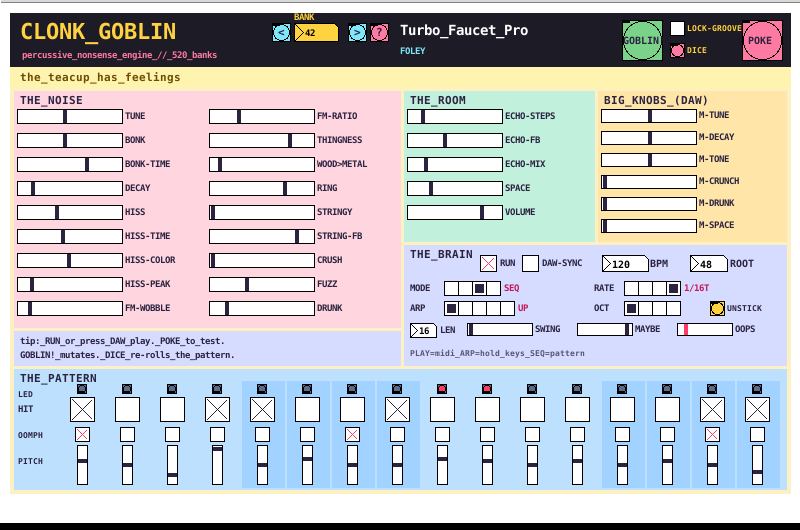 CLONK_GOBLIN
percussive_nonsense_engine_//_520_banks
BANK
< 42 > ?
Turbo_Faucet_Pro
FOLEY
GOBLIN
LOCK-GROOVE
DICE
POKE
the_teacup_has_feelings
THE_NOISE
TUNE
BONK
BONK-TIME
DECAY
HISS
HISS-TIME
HISS-COLOR
HISS-PEAK
FM-WOBBLE
FM-RATIO
THINGNESS
WOOD>METAL
RING
STRINGY
STRING-FB
CRUSH
FUZZ
DRUNK
THE_ROOM
ECHO-STEPS
ECHO-FB
ECHO-MIX
SPACE
VOLUME
BIG_KNOBS_(DAW)
M-TUNE
M-DECAY
M-TONE
M-CRUNCH
M-DRUNK
M-SPACE
THE_BRAIN
RUN DAW-SYNC 120 BPM 48 ROOT
MODE SEQ RATE 1/16T
ARP UP OCT UNSTICK
16 LEN SWING MAYBE OOPS
PLAY=midi_ARP=hold_keys_SEQ=pattern
tip:_RUN_or_press_DAW_play._POKE_to_test.
GOBLIN!_mutates._DICE_re-rolls_the_pattern.
THE_PATTERN
LED
HIT
OOMPH
PITCH